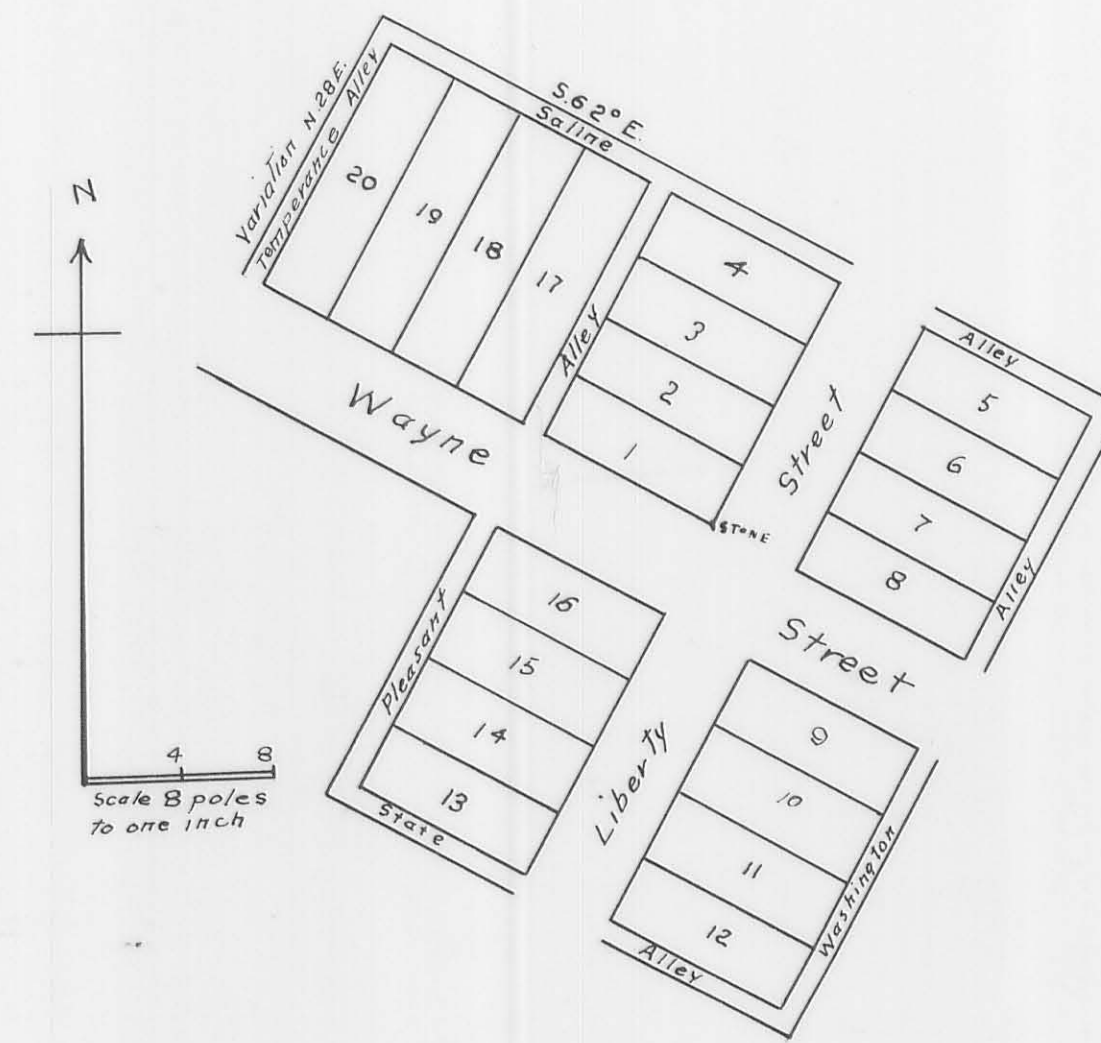 S.62° E.
Saline
Variation N.28E.
Temperance Alley
N
20
19
18
17
Alley
4
3
2
1
STONE
Wayne
Street
Alley
5
6
7
8
Alley
Street
Pleasant
16
15
14
13
State
Liberty
9
10
11
12
Washington
Alley
4 8
Scale 8 poles
to one inch